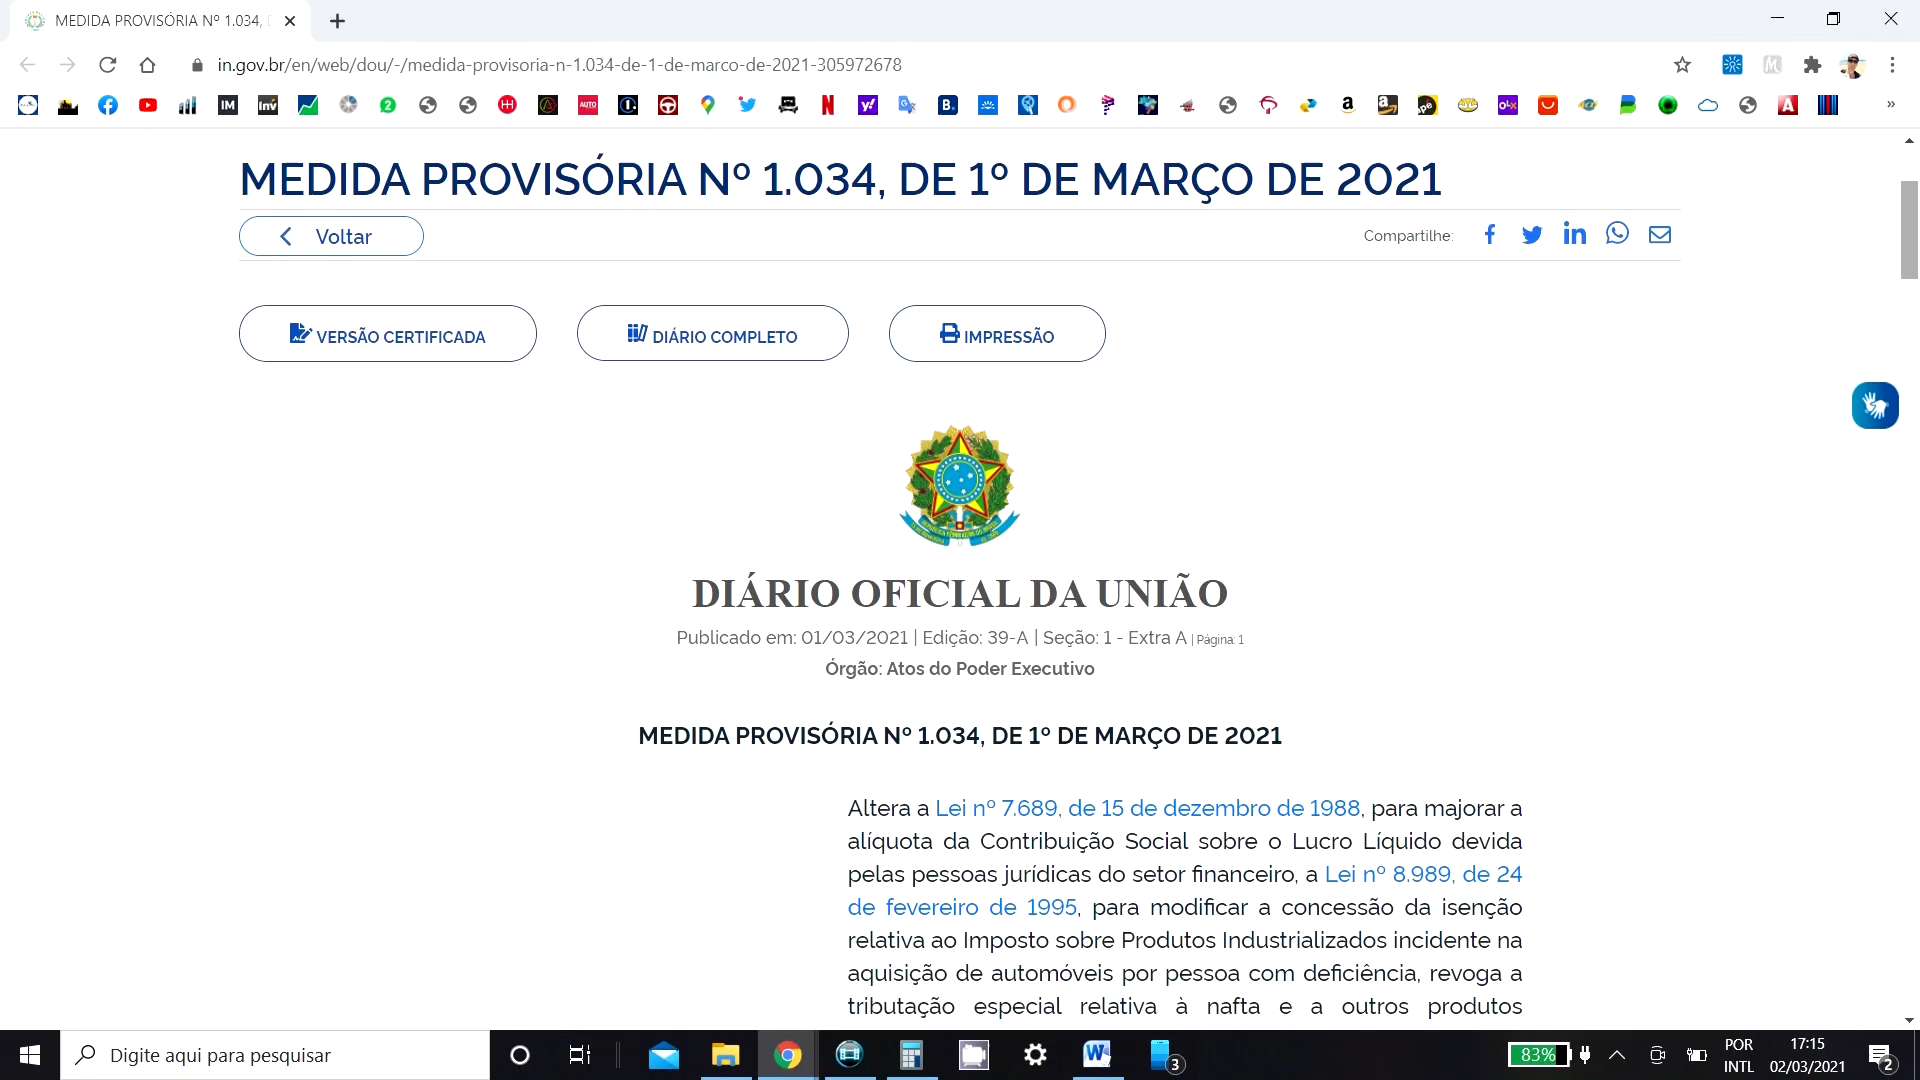 MEDIDA PROVISÓRIA Nº 1.034, D
in.gov.br/en/web/dou/-/medida-provisoria-n-1.034-de-1-de-marco-de-2021-305972678
MEDIDA PROVISÓRIA Nº 1.034, DE 1º DE MARÇO DE 2021
Voltar
Compartilhe:
VERSÃO CERTIFICADA
DIÁRIO COMPLETO
IMPRESSÃO
DIÁRIO OFICIAL DA UNIÃO
Publicado em: 01/03/2021 | Edição: 39-A | Seção: 1 - Extra A | Página: 1
Órgão: Atos do Poder Executivo
MEDIDA PROVISÓRIA Nº 1.034, DE 1º DE MARÇO DE 2021
Altera a Lei nº 7.689, de 15 de dezembro de 1988, para majorar a
alíquota da Contribuição Social sobre o Lucro Líquido devida
pelas pessoas jurídicas do setor financeiro, a Lei nº 8.989, de 24
de fevereiro de 1995, para modificar a concessão da isenção
relativa ao Imposto sobre Produtos Industrializados incidente na
aquisição de automóveis por pessoa com deficiência, revoga a
tributação especial relativa à nafta e a outros produtos
Digite aqui para pesquisar
3
83%
POR
INTL
17:15
02/03/2021
2